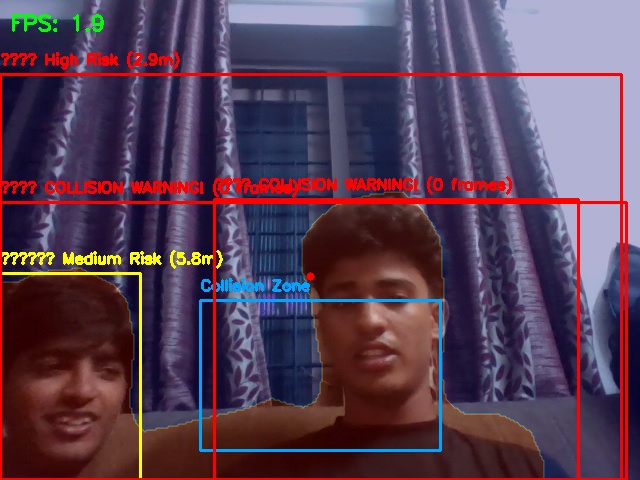 FPS: 1.9
???? High Risk (2.9m)
???? COLLISION WARNING! (0 frames)
???? COLLISION WARNING! (0 frames)
?????? Medium Risk (5.8m)
Collision Zone